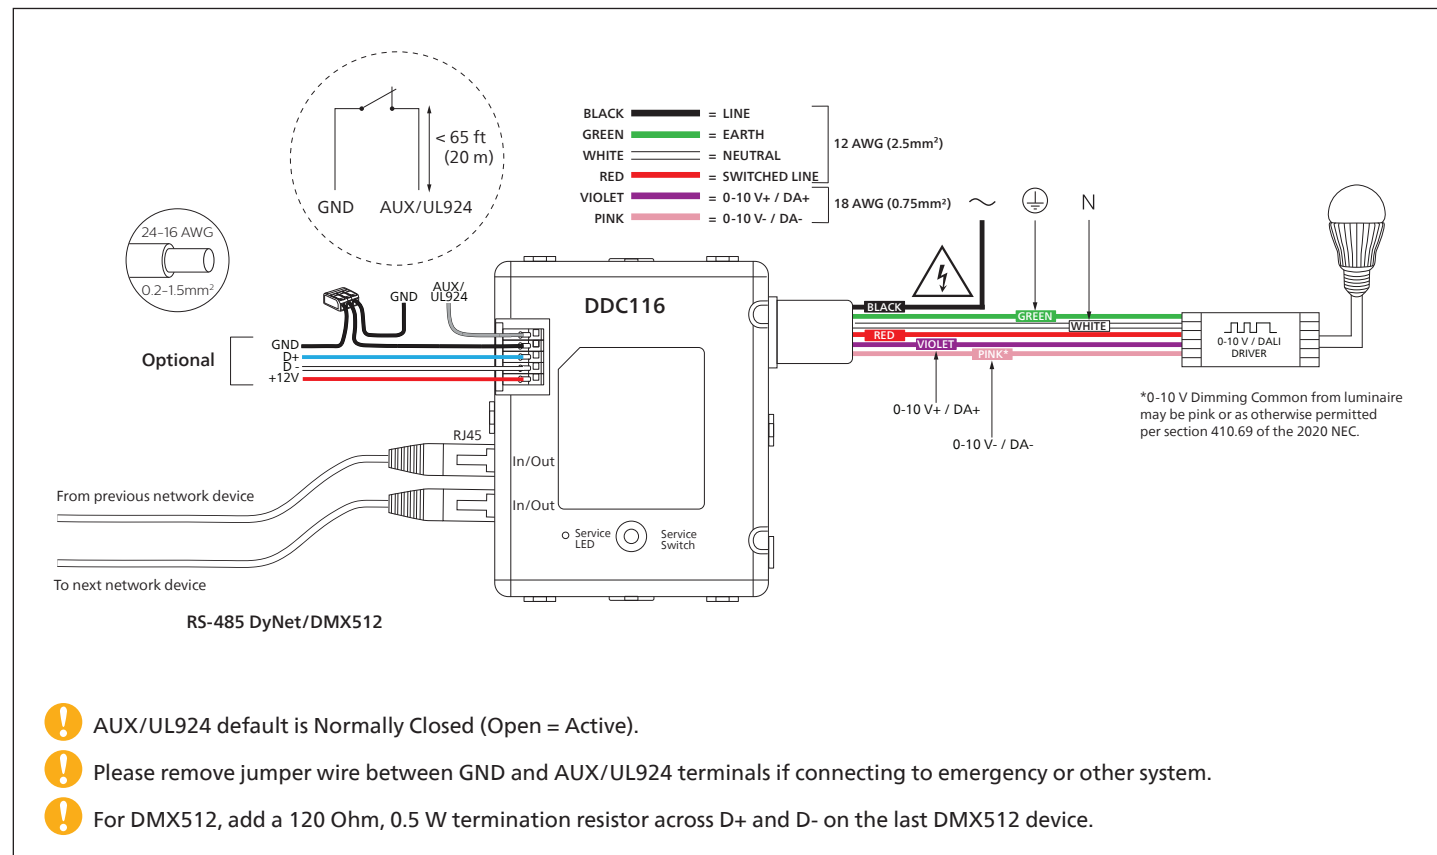 < 65 ft
(20 m)
GND
AUX/UL924
24-16 AWG
0.2-1.5mm²
BLACK = LINE
GREEN = EARTH
WHITE = NEUTRAL
RED = SWITCHED LINE
VIOLET = 0-10 V+ / DA+
PINK = 0-10 V- / DA-
12 AWG (2.5mm²)
18 AWG (0.75mm²)
N
GND
AUX/
UL924
DDC116
Optional
GND
D+
D -
+12V
BLACK
GREEN
WHITE
RED
VIOLET
PINK*
0-10 V / DALI
DRIVER
0-10 V+ / DA+
0-10 V- / DA-
*0-10 V Dimming Common from luminaire
may be pink or as otherwise permitted
per section 410.69 of the 2020 NEC.
RJ45
In/Out
In/Out
From previous network device
To next network device
Service
LED
Service
Switch
RS-485 DyNet/DMX512
AUX/UL924 default is Normally Closed (Open = Active).
Please remove jumper wire between GND and AUX/UL924 terminals if connecting to emergency or other system.
For DMX512, add a 120 Ohm, 0.5 W termination resistor across D+ and D- on the last DMX512 device.